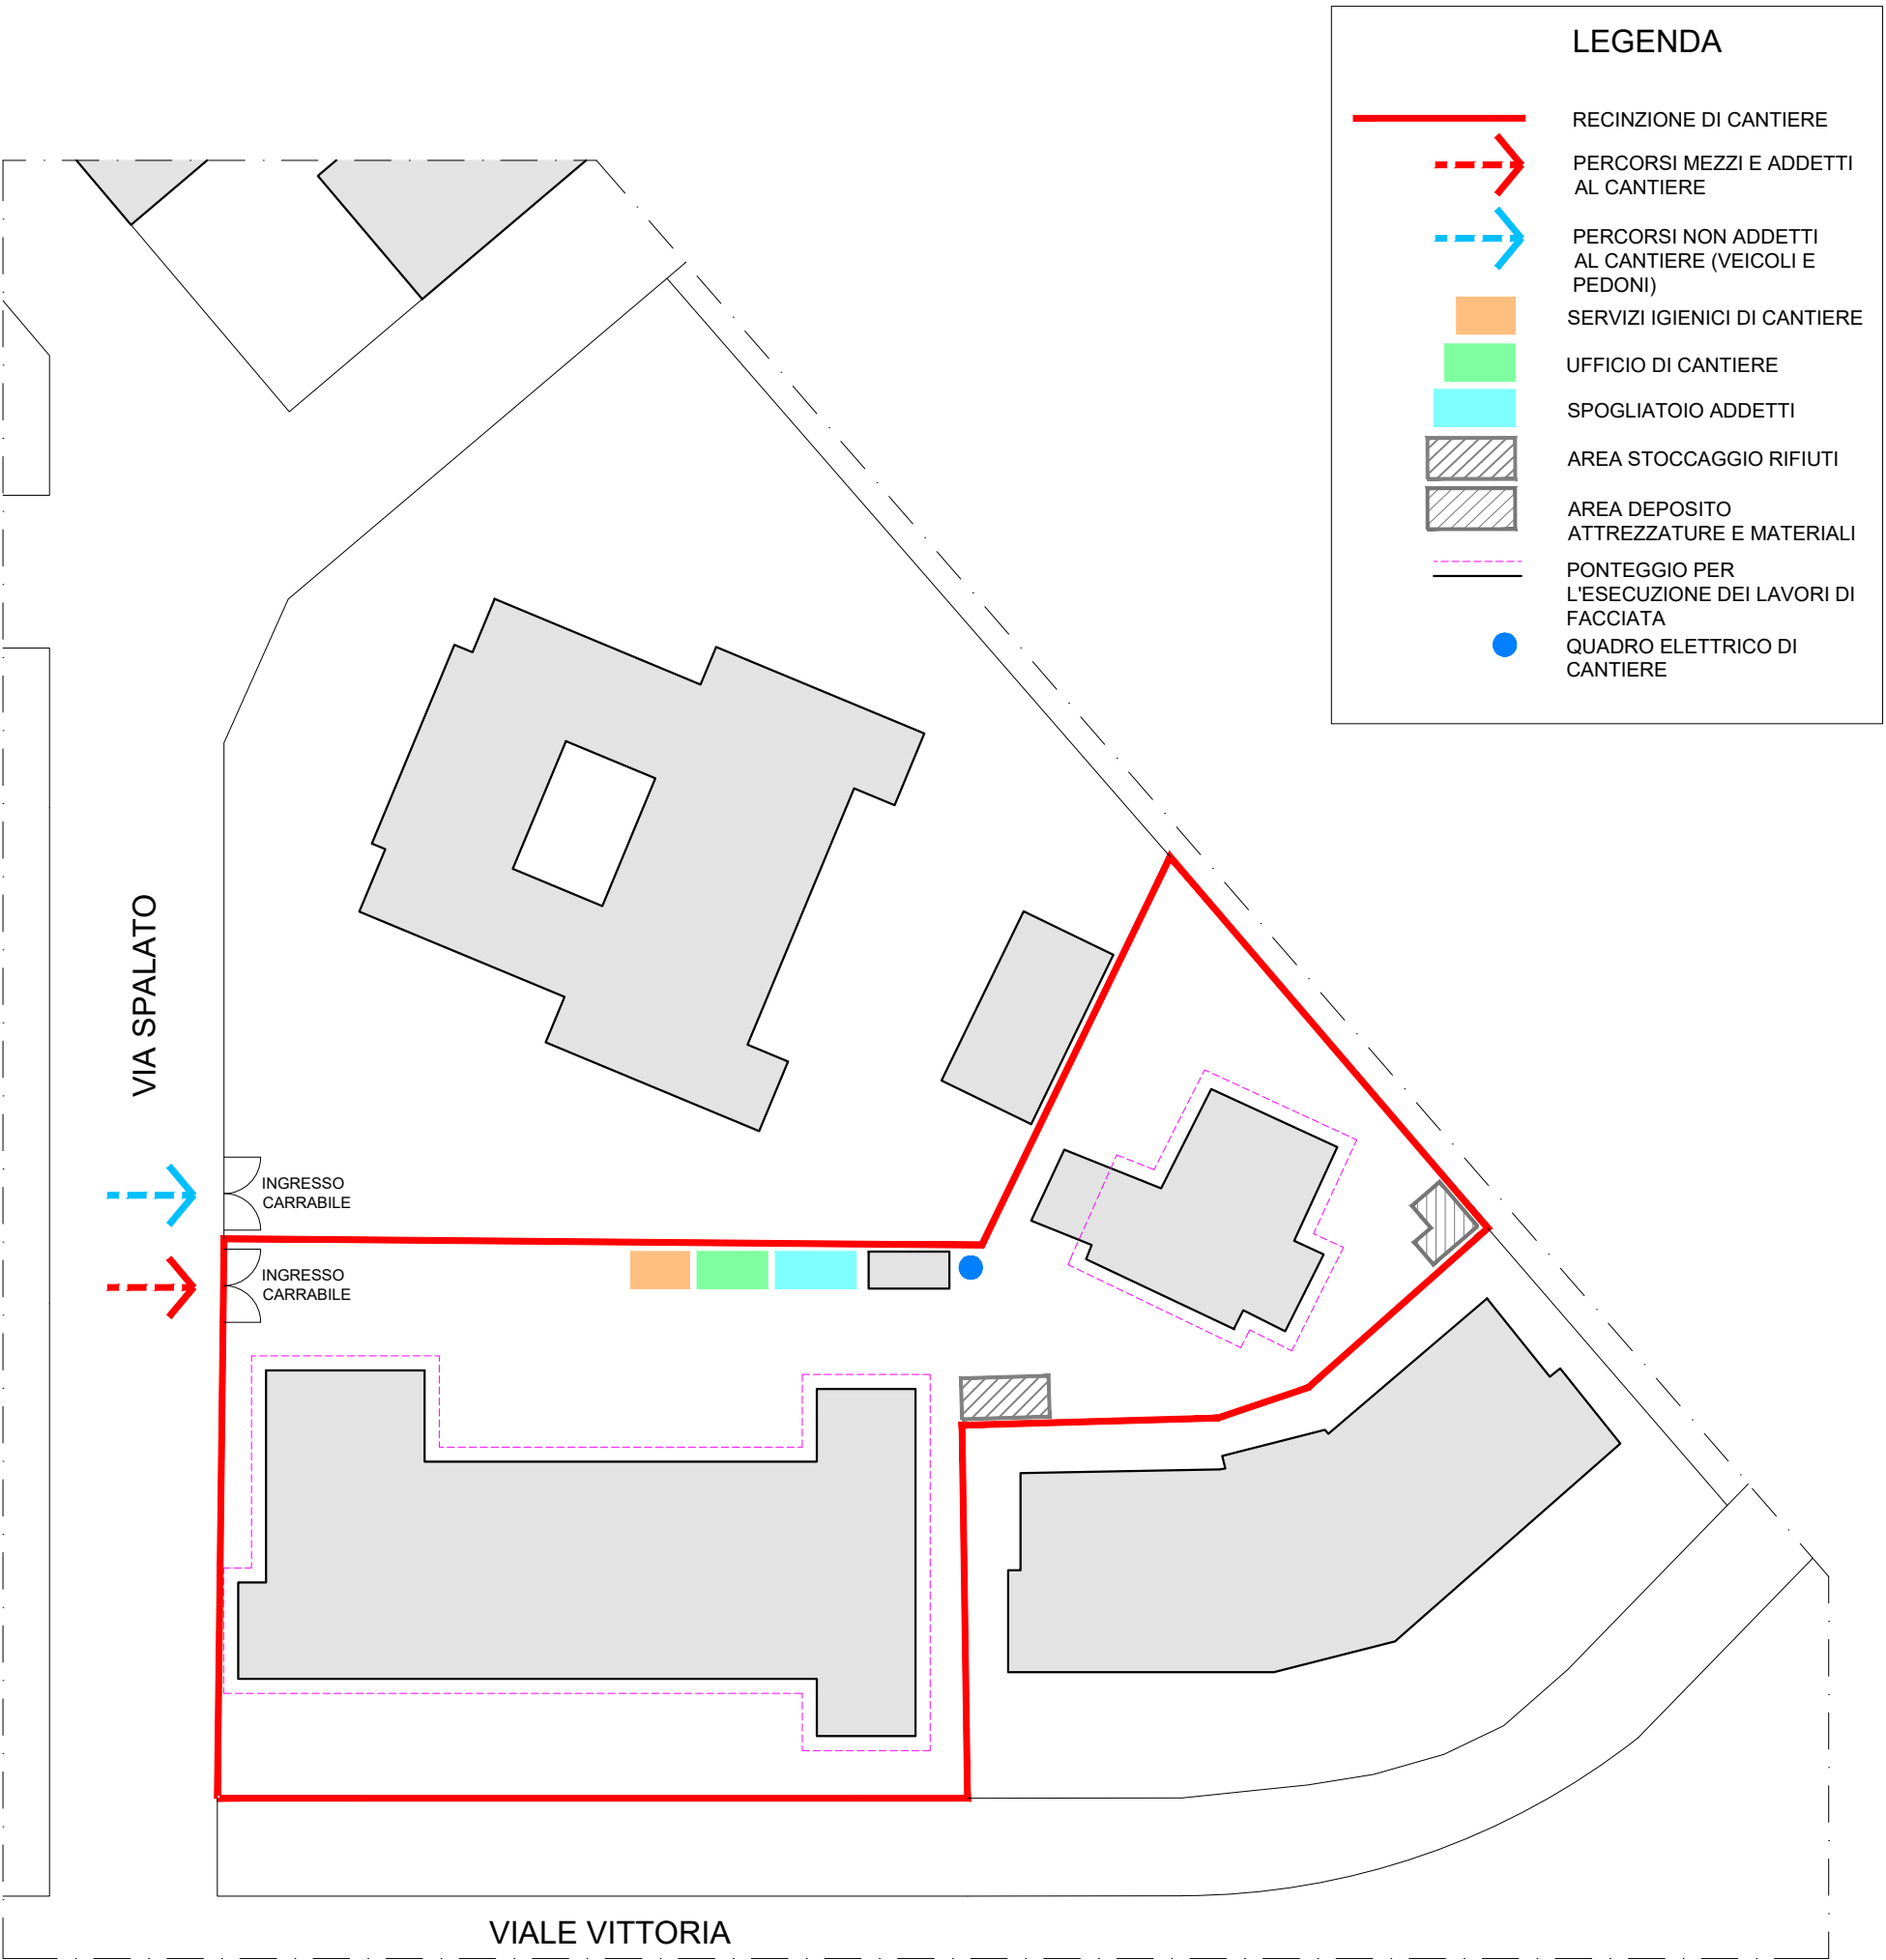 LEGENDA
RECINZIONE DI CANTIERE
PERCORSI MEZZI E ADDETTI
AL CANTIERE
PERCORSI NON ADDETTI
AL CANTIERE (VEICOLI E
PEDONI)
SERVIZI IGIENICI DI CANTIERE
UFFICIO DI CANTIERE
SPOGLIATOIO ADDETTI
AREA STOCCAGGIO RIFIUTI
AREA DEPOSITO
ATTREZZATURE E MATERIALI
PONTEGGIO PER
L'ESECUZIONE DEI LAVORI DI
FACCIATA
QUADRO ELETTRICO DI
CANTIERE
VIA SPALATO
INGRESSO
CARRABILE
INGRESSO
CARRABILE
VIALE VITTORIA